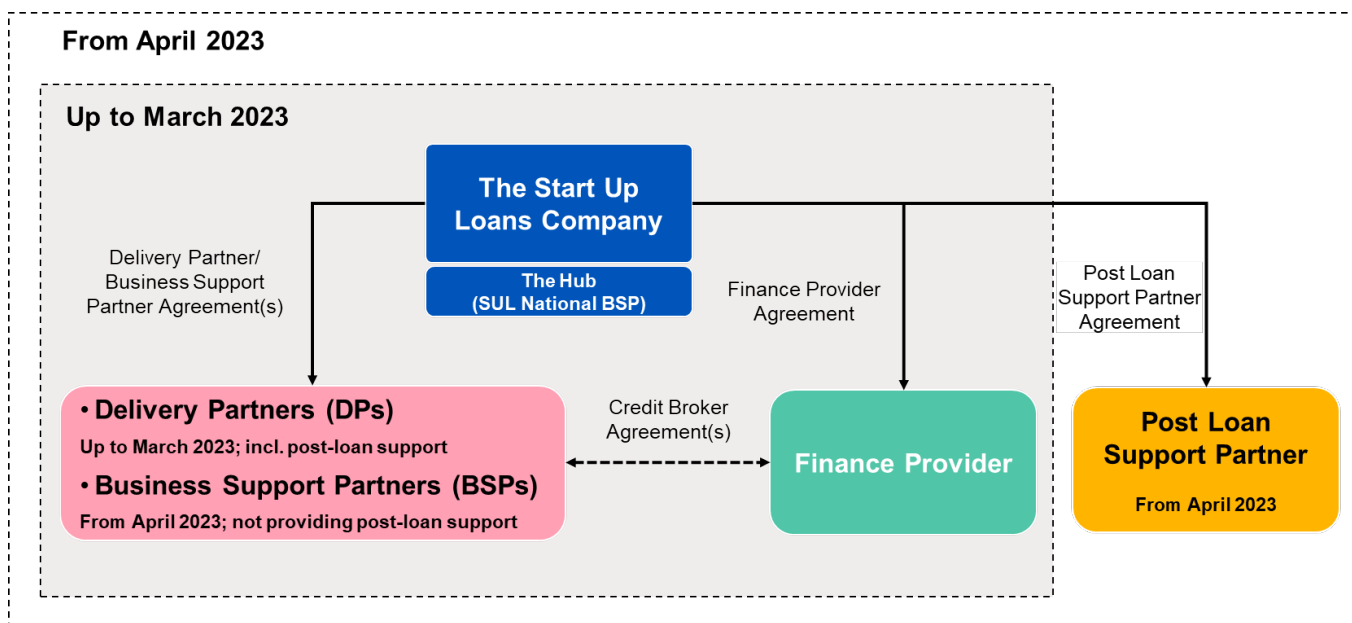 From April 2023
Up to March 2023
The Start Up
Loans Company
The Hub
(SUL National BSP)
Delivery Partner/
Business Support
Partner Agreement(s)
Finance Provider
Agreement
Post Loan
Support Partner
Agreement
• Delivery Partners (DPs)
Up to March 2023; incl. post-loan support
• Business Support Partners (BSPs)
From April 2023; not providing post-loan support
Credit Broker
Agreement(s)
Finance Provider
Post Loan
Support Partner
From April 2023